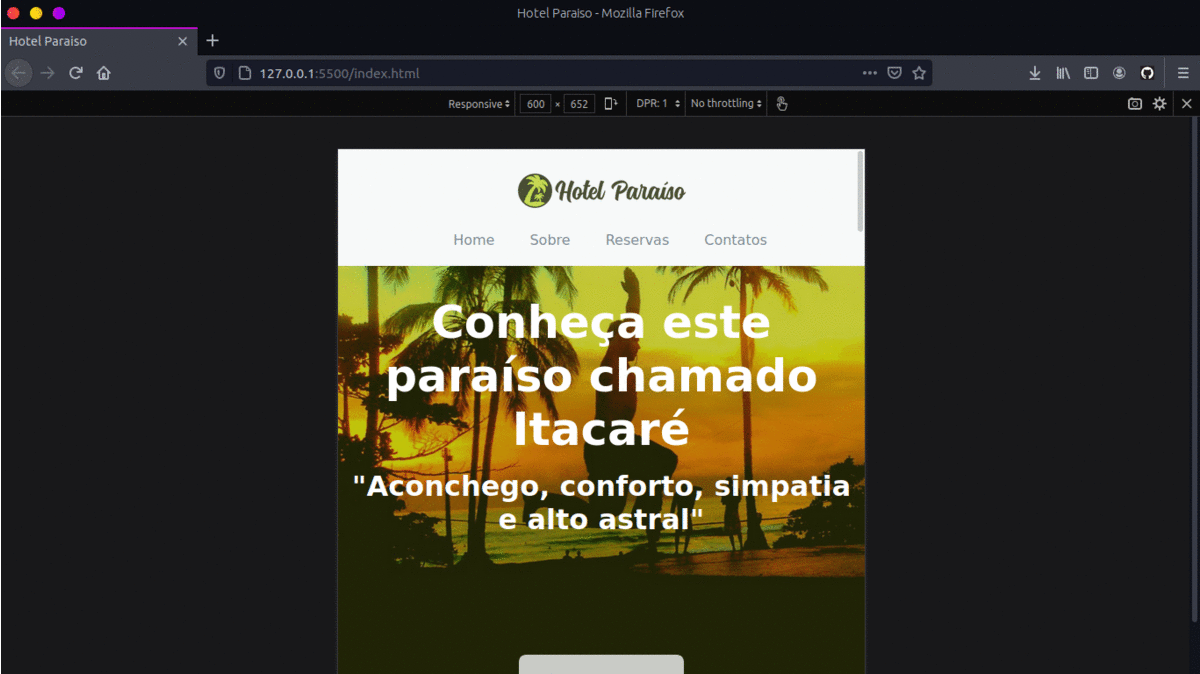 Hotel Paraiso - Mozilla Firefox
Hotel Paraiso
127.0.0.1:5500/index.html
Responsive 600 × 652 DPR: 1 No throttling
Hotel Paraíso
Home Sobre Reservas Contatos
Conheça este
paraíso chamado
Itacaré
"Aconchego, conforto, simpatia
e alto astral"